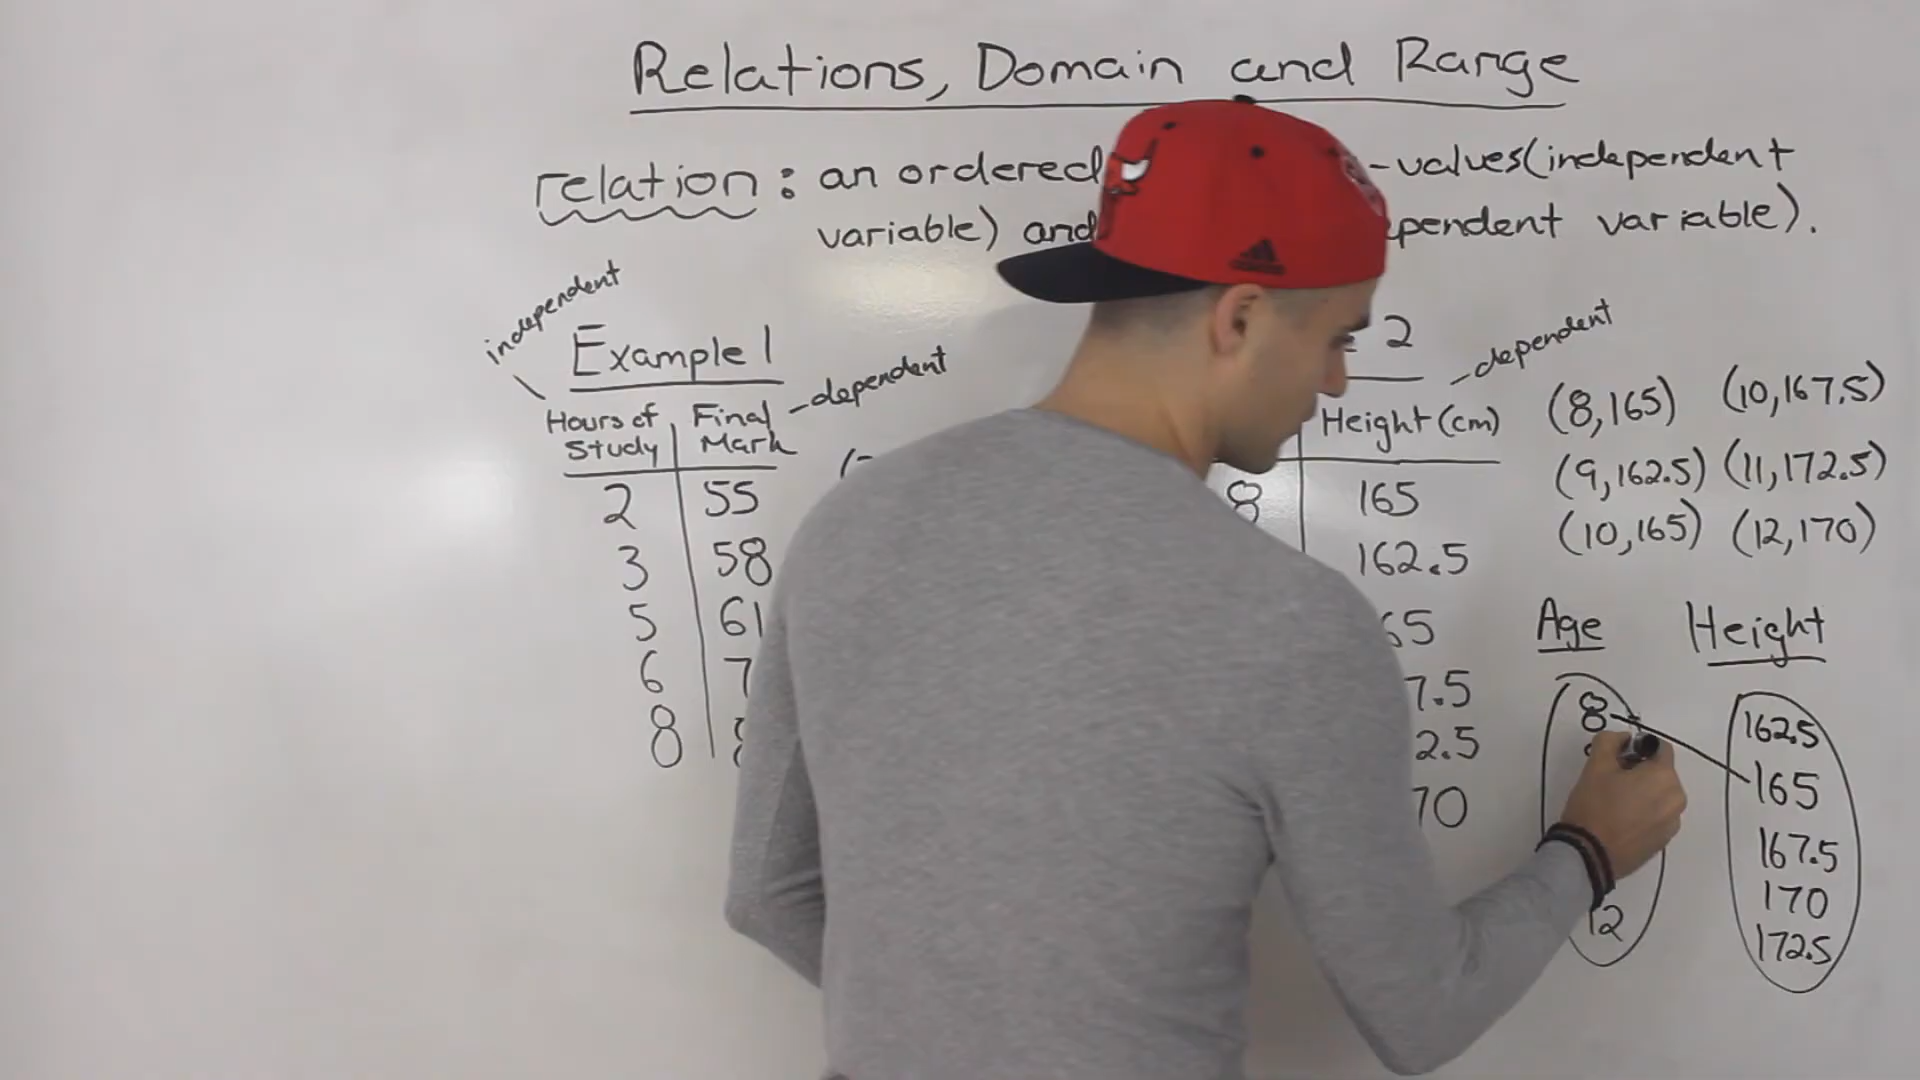 Relations, Domain and Range
relation: an ordered -values (independent
variable) and pendent variable).
independent
Example 1
dependent
Hours of Study | Final Mark
2 | 55
3 | 58
5 | 61
6 | 7
8
2
dependent
Height (cm)
8 | 165
162.5
65
7.5
2.5
70
(8,165) (10,167.5)
(9,162.5) (11,172.5)
(10,165) (12,170)
Age Height
8 162.5
165
167.5
12 170
172.5